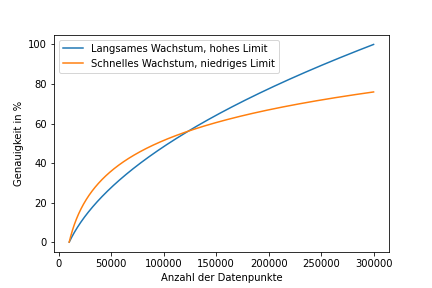 Langsames Wachstum, hohes Limit
Schnelles Wachstum, niedriges Limit
Genauigkeit in %
100
80
60
40
20
0
0 50000 100000 150000 200000 250000 300000
Anzahl der Datenpunkte